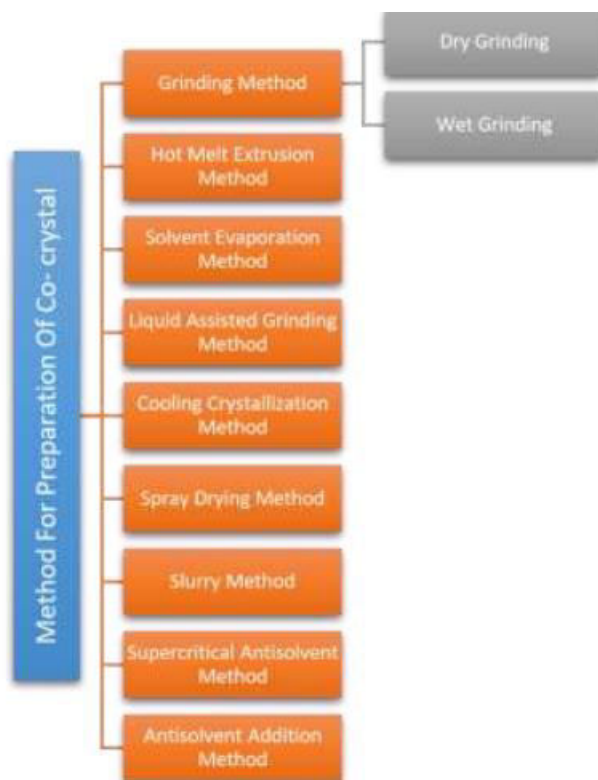 Method For Preparation Of Co- crystal
Grinding Method
Dry Grinding
Wet Grinding
Hot Melt Extrusion
Method
Solvent Evaporation
Method
Liquid Assisted Grinding
Method
Cooling Crystallization
Method
Spray Drying Method
Slurry Method
Supercritical Antisolvent
Method
Antisolvent Addition
Method